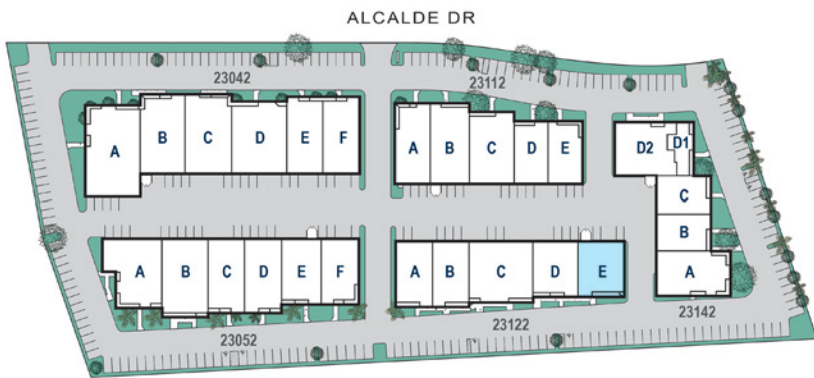 ALCALDE DR
23042
23112
A B C D E F
A B C D E
D2 D1
C
B
A
A B C D E F
A B C D E
23052
23122
23142